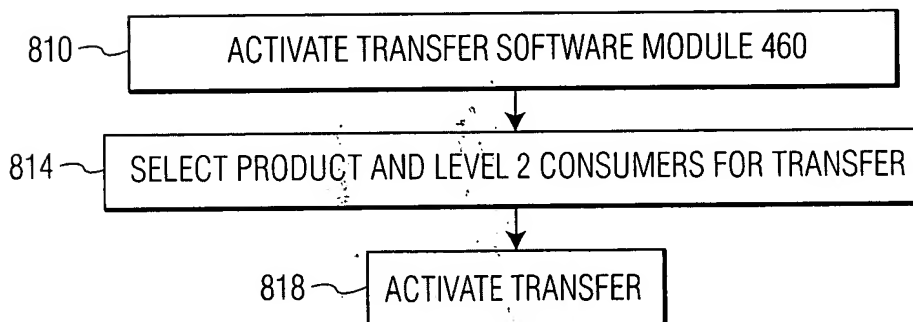 810 ACTIVATE TRANSFER SOFTWARE MODULE 460
814 SELECT PRODUCT AND LEVEL 2 CONSUMERS FOR TRANSFER
818 ACTIVATE TRANSFER